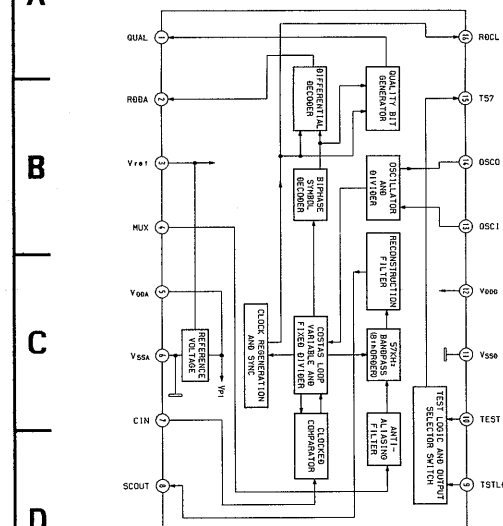 A
B
C
D
QUAL
1
RDDA
2
Vref
3
MUX
4
VDDA
5
VSSA
6
CIN
7
SCOUT
8
RDCL
16
T57
15
OSCO
14
OSCI
13
VDDD
12
VSSD
11
TEST
10
9
DIFFERENTIAL
DECODER
QUALITY BIT
GENERATOR
BIPHASE
SYMBOL
DECODER
OSCILLATOR
AND
DIVIDER
RECONSTRUCTION
FILTER
CLOCK REGENERATION
AND SYNC
COSTAS LOOP
VARIABLE AND
FIXED DIVIDER
57KHz
BANDPASS
(8thORDER)
REFERENCE
VOLTAGE
VP1
CLOCKED
COMPARATOR
ANTI-
ALIASING
FILTER
TEST LOGIC AND OUTPUT
SELECTOR SWITCH